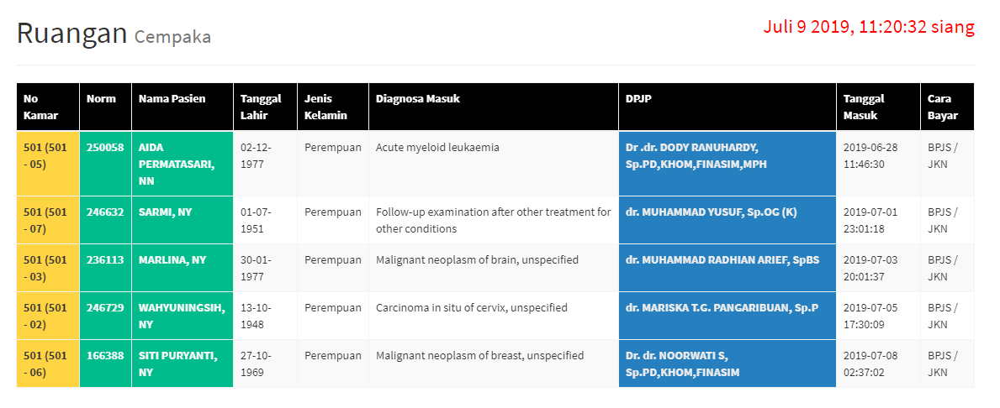 Ruangan Cempaka
Juli 9 2019, 11:20:32 siang
No Kamar Norm Nama Pasien Tanggal Lahir Jenis Kelamin Diagnosa Masuk DPJP Tanggal Masuk Cara Bayar
501 (501 - 05) 250058 AIDA PERMATASARI, NN 02-12-1977 Perempuan Acute myeloid leukaemia Dr .dr. DODY RANUHARDY, Sp.PD,KHOM,FINASIM,MPH 2019-06-28 11:46:30 BPJS / JKN
501 (501 - 07) 246632 SARMI, NY 01-07-1951 Perempuan Follow-up examination after other treatment for other conditions dr. MUHAMMAD YUSUF, Sp.OG (K) 2019-07-01 23:01:18 BPJS / JKN
501 (501 - 03) 236113 MARLINA, NY 30-01-1977 Perempuan Malignant neoplasm of brain, unspecified dr. MUHAMMAD RADHIAN ARIEF, SpBS 2019-07-03 20:01:37 BPJS / JKN
501 (501 - 02) 246729 WAHYUNINGSIH, NY 13-10-1948 Perempuan Carcinoma in situ of cervix, unspecified dr. MARISKA T.G. PANGARIBUAN, Sp.P 2019-07-05 17:30:09 BPJS / JKN
501 (501 - 06) 166388 SITI PURYANTI, NY 27-10-1969 Perempuan Malignant neoplasm of breast, unspecified Dr. dr. NOORWATI S, Sp.PD,KHOM,FINASIM 2019-07-08 02:37:02 BPJS / JKN